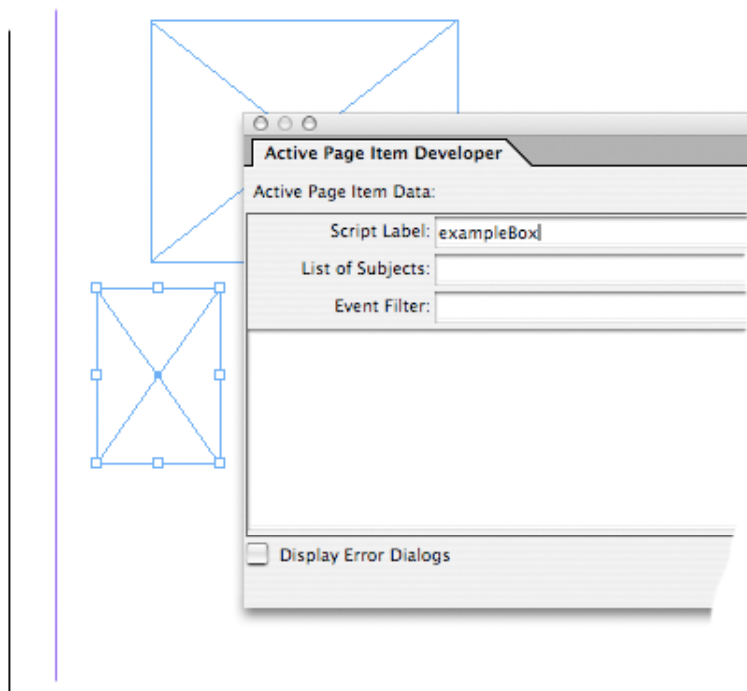 Active Page Item Developer
Active Page Item Data:
Script Label: exampleBox
List of Subjects:
Event Filter:
Display Error Dialogs